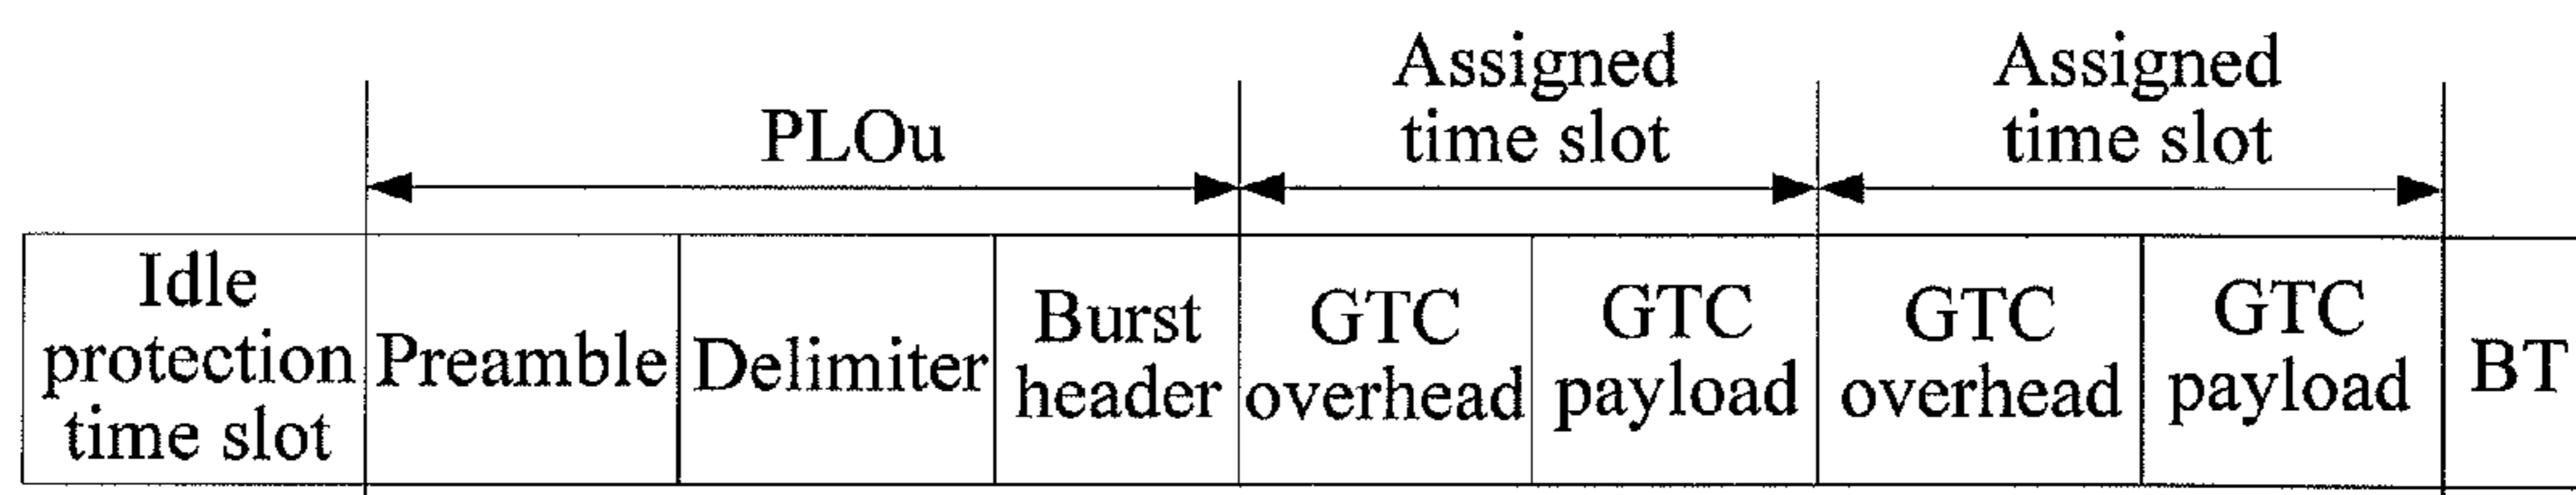 PLOu
Assigned
time slot
Assigned
time slot
Idle
protection
time slot
Preamble
Delimiter
Burst
header
GTC
overhead
GTC
payload
GTC
overhead
GTC
payload
BT